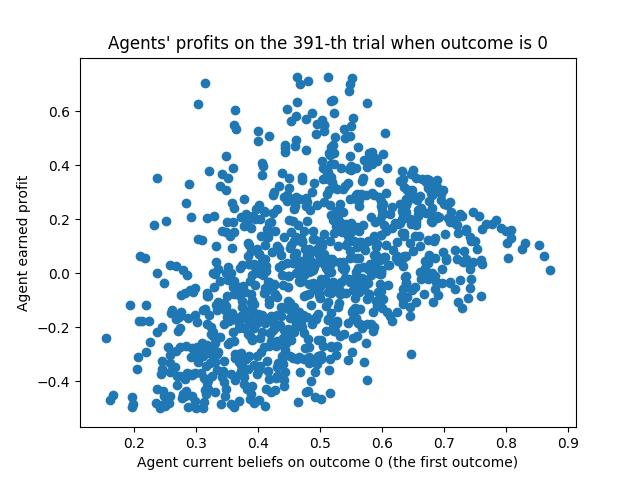 Agents' profits on the 391-th trial when outcome is 0
Agent earned profit
0.6
0.4
0.2
0.0
−0.2
−0.4
0.2 0.3 0.4 0.5 0.6 0.7 0.8 0.9
Agent current beliefs on outcome 0 (the first outcome)